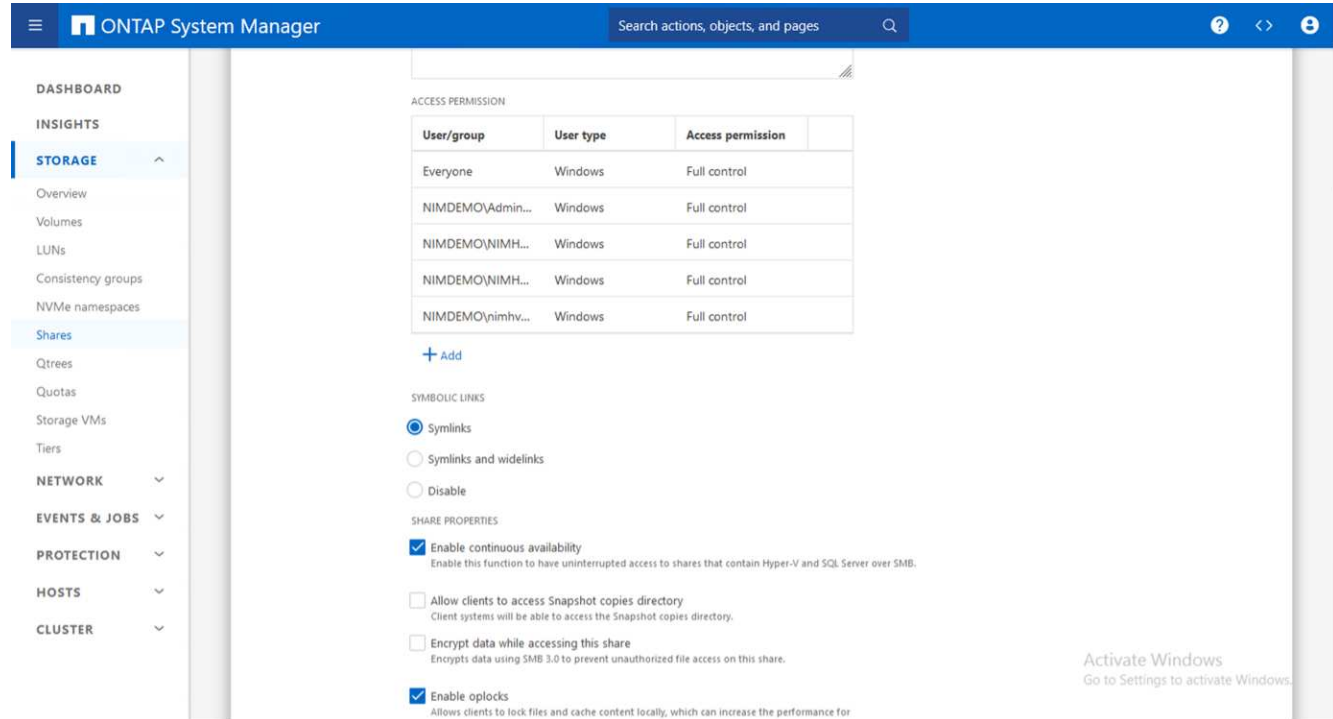 ONTAP System Manager
Search actions, objects, and pages
DASHBOARD
INSIGHTS
STORAGE
Overview
Volumes
LUNs
Consistency groups
NVMe namespaces
Shares
Qtrees
Quotas
Storage VMs
Tiers
NETWORK
EVENTS & JOBS
PROTECTION
HOSTS
CLUSTER
ACCESS PERMISSION
User/group User type Access permission
Everyone Windows Full control
NIMDEMO\Admin... Windows Full control
NIMDEMO\NIMH... Windows Full control
NIMDEMO\NIMH... Windows Full control
NIMDEMO\nimhv... Windows Full control
+ Add
SYMBOLIC LINKS
Symlinks
Symlinks and widelinks
Disable
SHARE PROPERTIES
Enable continuous availability
Enable this function to have uninterrupted access to shares that contain Hyper-V and SQL Server over SMB.
Allow clients to access Snapshot copies directory
Client systems will be able to access the Snapshot copies directory.
Encrypt data while accessing this share
Encrypts data using SMB 3.0 to prevent unauthorized file access on this share.
Enable oplocks
Allows clients to lock files and cache content locally, which can increase the performance for
Activate Windows
Go to Settings to activate Windows.